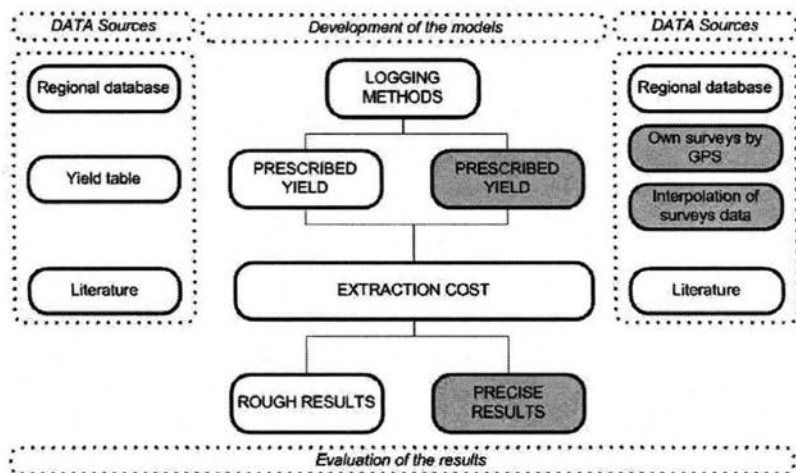 DATA Sources
Development of the models
DATA Sources
Regional database
Yield table
Literature
LOGGING
METHODS
PRESCRIBED
YIELD
PRESCRIBED
YIELD
EXTRACTION COST
ROUGH RESULTS
PRECISE
RESULTS
Regional database
Own surveys by
GPS
Interpolation of
surveys data
Literature
Evaluation of the results